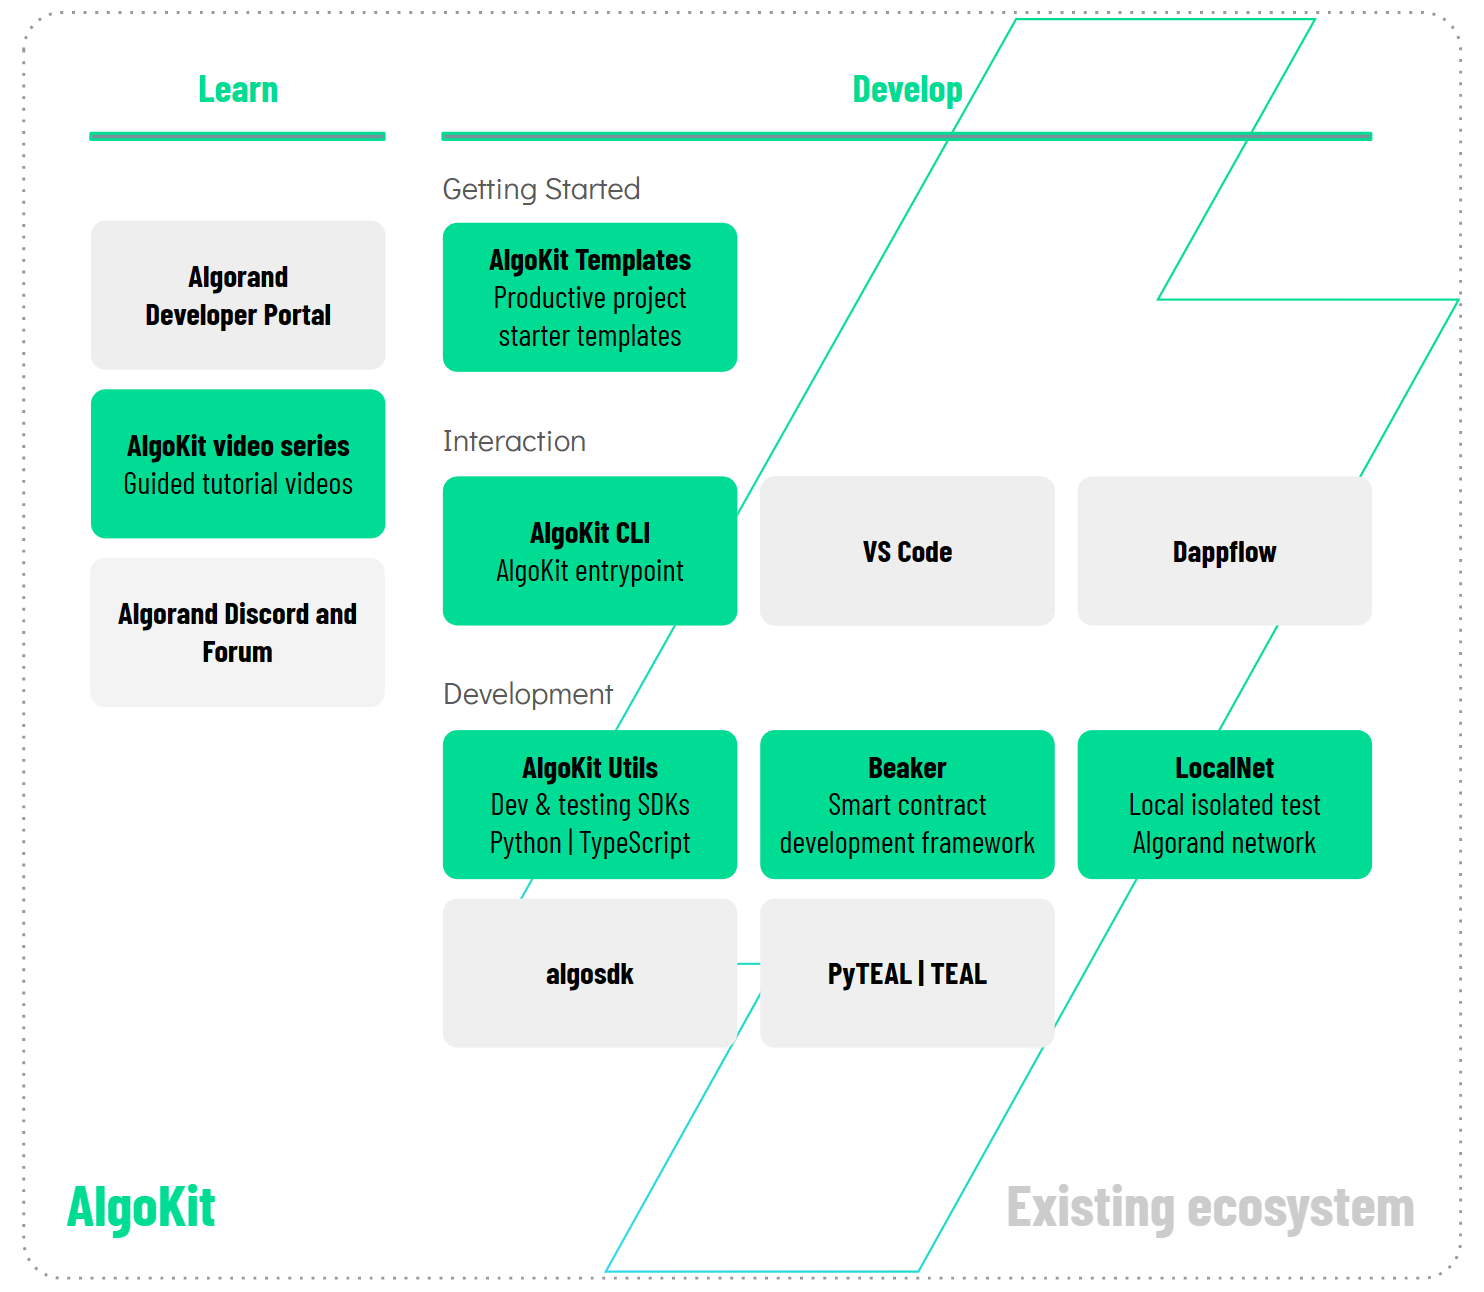 Learn
Algorand
Developer Portal
AlgoKit video series
Guided tutorial videos
Algorand Discord and
Forum
Develop
Getting Started
AlgoKit Templates
Productive project
starter templates
Interaction
AlgoKit CLI
AlgoKit entrypoint
VS Code
Dappflow
Development
AlgoKit Utils
Dev & testing SDKs
Python | TypeScript
Beaker
Smart contract
development framework
LocalNet
Local isolated test
Algorand network
algosdk
PyTEAL | TEAL
AlgoKit
Existing ecosystem